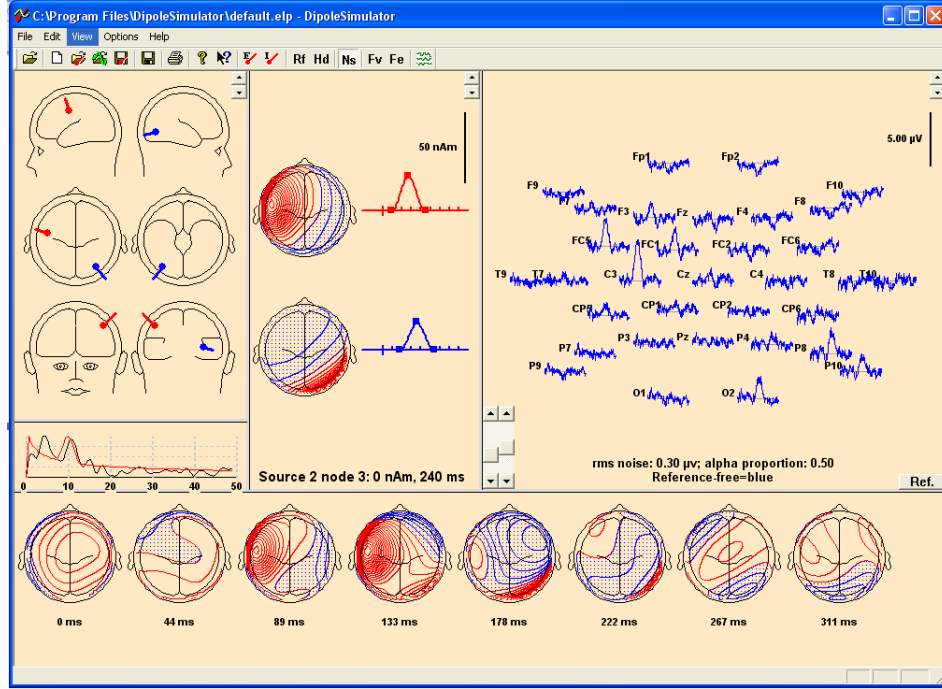 C:\Program Files\DipoleSimulator\default.elp - DipoleSimulator
File Edit View Options Help
E I Rf Hd Ns Fv Fe
50 nAm
Source 2 node 3: 0 nAm, 240 ms
5.00 µV
Fp1 Fp2
F9 F10
F7 F3 Fz F4 F8
FC5 FC1 FC2 FC6
T9 T7 C3 Cz C4 T8 T10
CP5 CP1 CP2 CP6
P7 P3 Pz P4 P8
P9 P10
O1 O2
rms noise: 0.30 µv; alpha proportion: 0.50
Reference-free=blue
Ref.
0 10 20 30 40 50
0 ms 44 ms 89 ms 133 ms 178 ms 222 ms 267 ms 311 ms